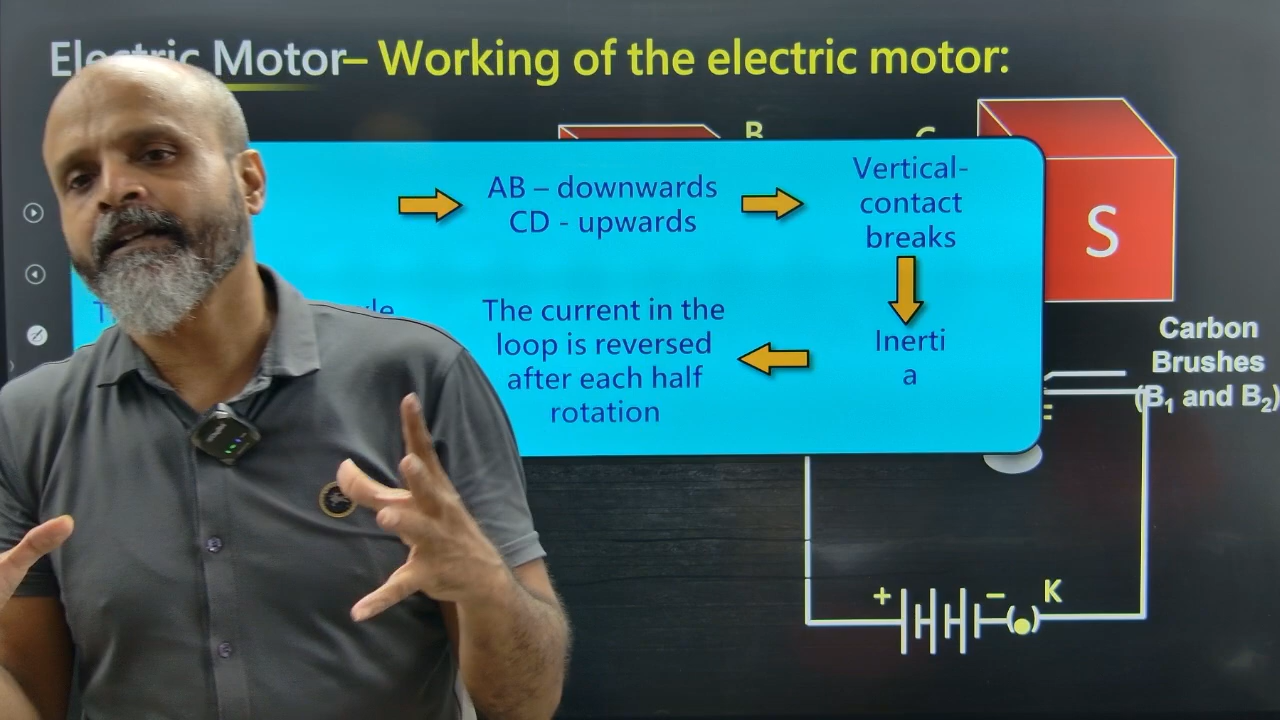 Electric Motor– Working of the electric motor:
B
C
AB – downwards
CD - upwards
Vertical-
contact
breaks
S
The current in the
loop is reversed
after each half
rotation
Inerti
a
Carbon
Brushes
(B₁ and B₂)
+
–
K